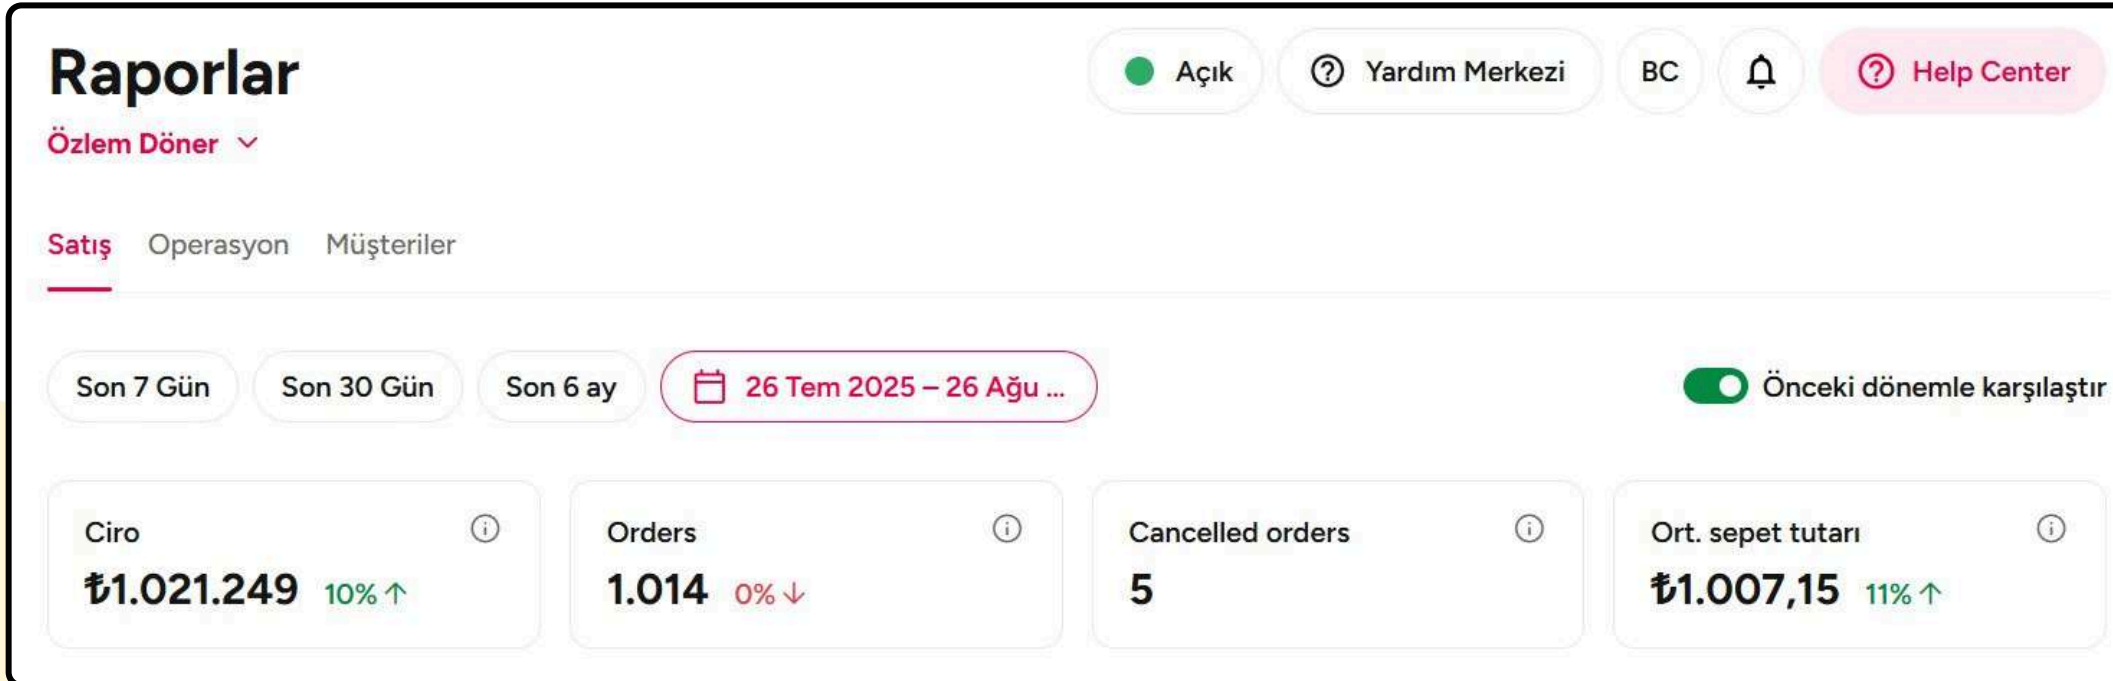 Raporlar
Açık
Yardım Merkezi
BC
Help Center
Özlem Döner
Satış Operasyon Müşteriler
Son 7 Gün
Son 30 Gün
Son 6 ay
26 Tem 2025 – 26 Ağu ...
Önceki dönemle karşılaştır
Ciro
₺1.021.249 10% ↑
Orders
1.014 0% ↓
Cancelled orders
5
Ort. sepet tutarı
₺1.007,15 11% ↑